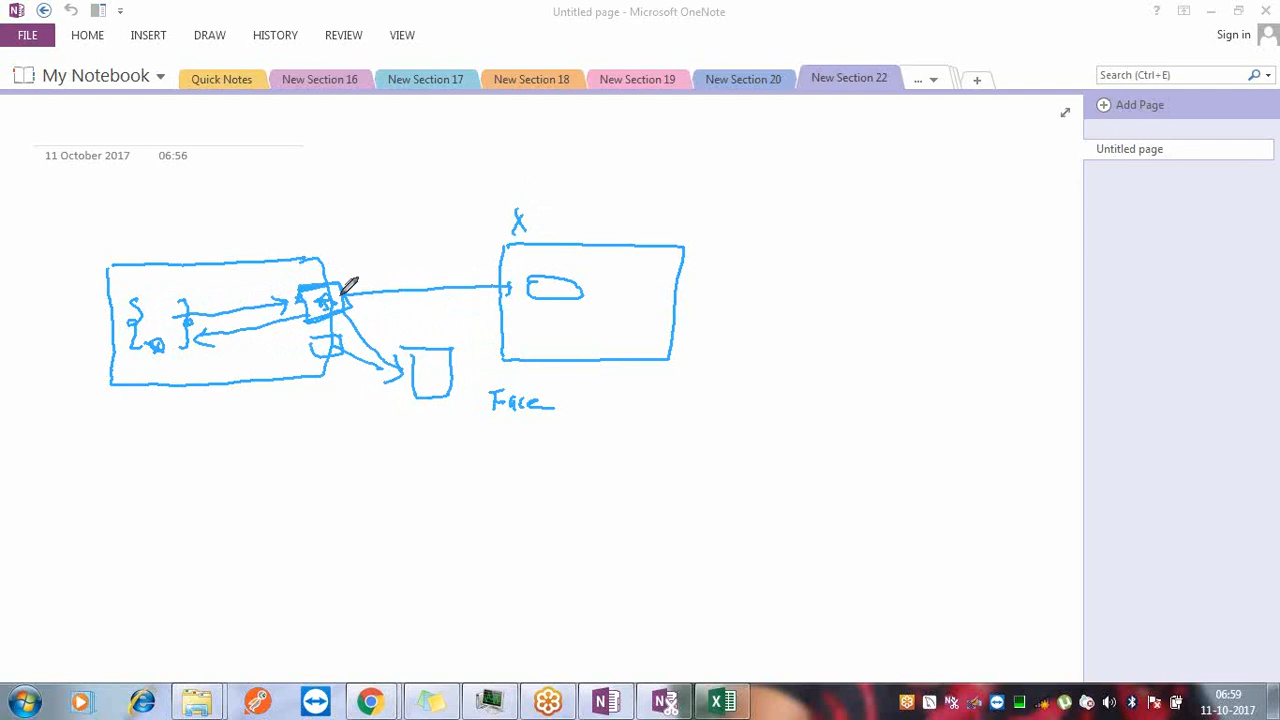 Untitled page - Microsoft OneNote
FILE HOME INSERT DRAW HISTORY REVIEW VIEW
Sign in
My Notebook
Quick Notes New Section 16 New Section 17 New Section 18 New Section 19 New Section 20 New Section 22 ...
Search (Ctrl+E)
Add Page
Untitled page
11 October 2017 06:56
X
Face
06:59
11-10-2017